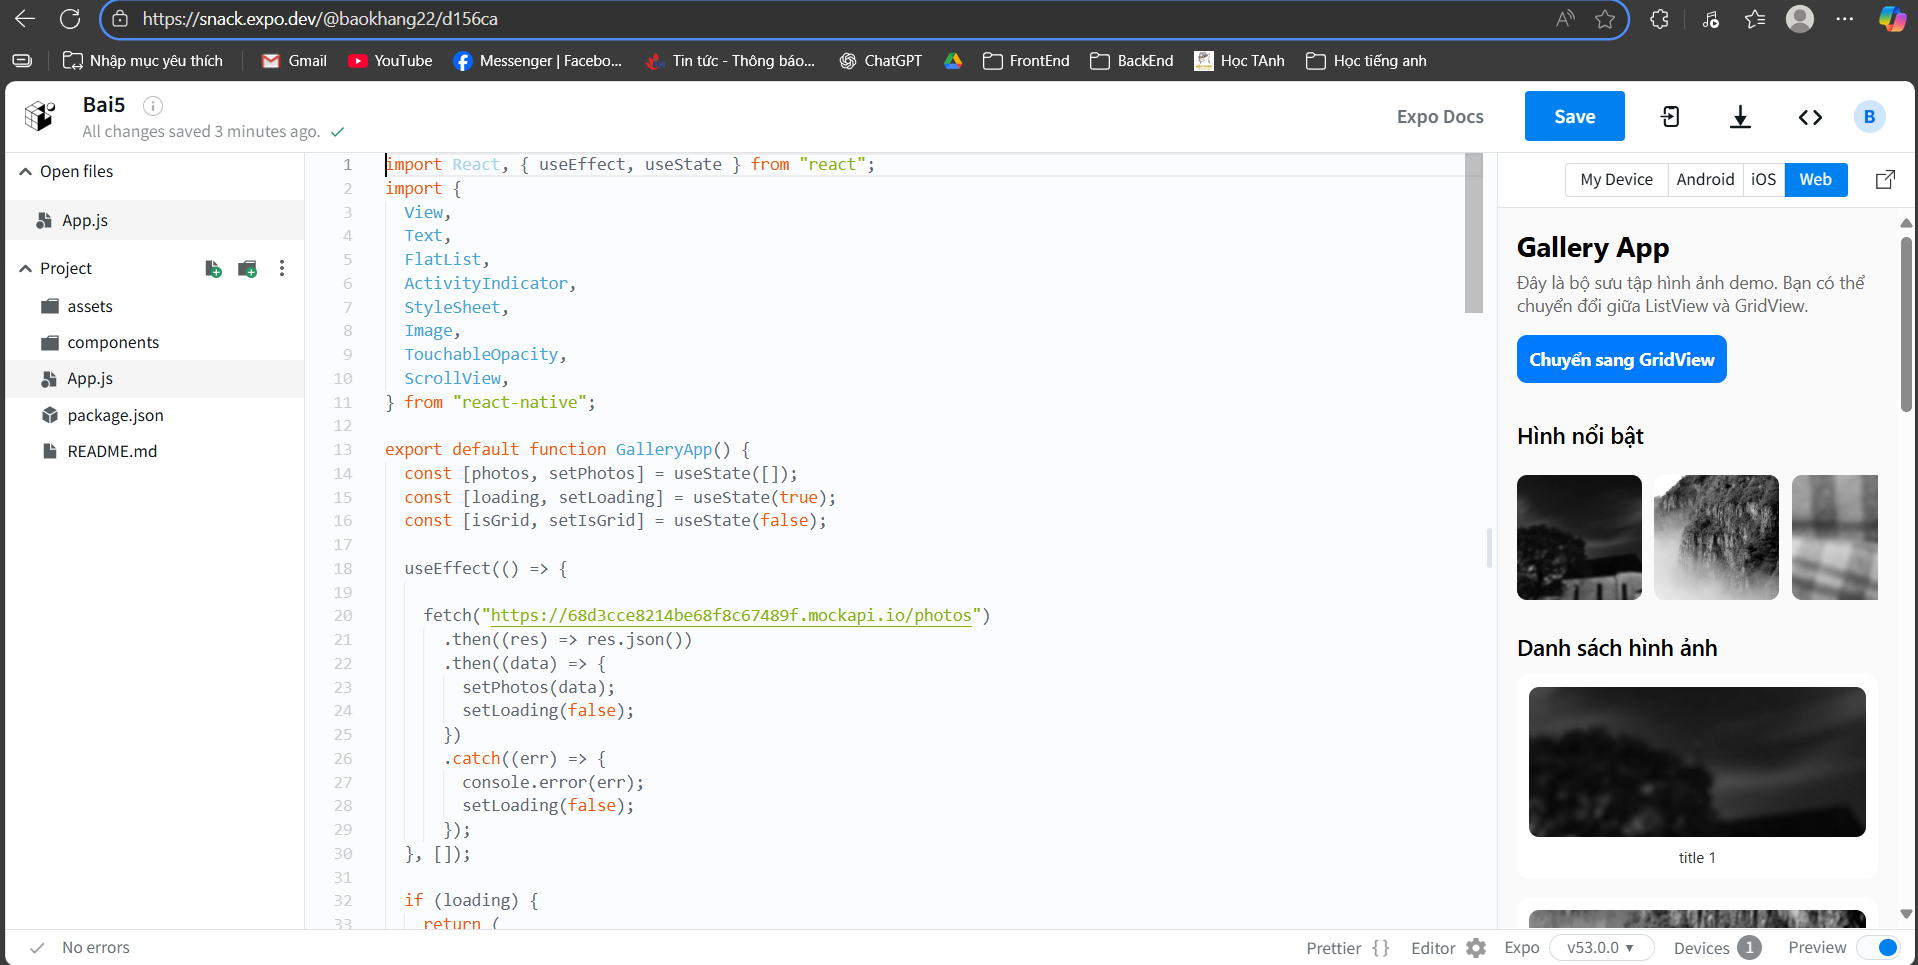 https://snack.expo.dev/@baokhang22/d156ca
Nhập mục yêu thích
Gmail
YouTube
Messenger | Facebo...
Tin tức - Thông báo...
ChatGPT
FrontEnd
BackEnd
Học TAnh
Học tiếng anh
Bai5
All changes saved 3 minutes ago.
Expo Docs
Save
B
Open files
App.js
Project
assets
components
App.js
package.json
README.md
1 import React, { useEffect, useState } from "react";
2 import {
3 View,
4 Text,
5 FlatList,
6 ActivityIndicator,
7 StyleSheet,
8 Image,
9 TouchableOpacity,
10 ScrollView,
11 } from "react-native";
12
13 export default function GalleryApp() {
14 const [photos, setPhotos] = useState([]);
15 const [loading, setLoading] = useState(true);
16 const [isGrid, setIsGrid] = useState(false);
17
18 useEffect(() => {
19
20 fetch("https://68d3cce8214be68f8c67489f.mockapi.io/photos")
21 .then((res) => res.json())
22 .then((data) => {
23 setPhotos(data);
24 setLoading(false);
25 })
26 .catch((err) => {
27 console.error(err);
28 setLoading(false);
29 });
30 }, []);
31
32 if (loading) {
33 return (
My Device
Android
iOS
Web
Gallery App
Đây là bộ sưu tập hình ảnh demo. Bạn có thể
chuyển đổi giữa ListView và GridView.
Chuyển sang GridView
Hình nổi bật
Danh sách hình ảnh
title 1
No errors
Prettier { }
Editor
Expo
v53.0.0
Devices 1
Preview